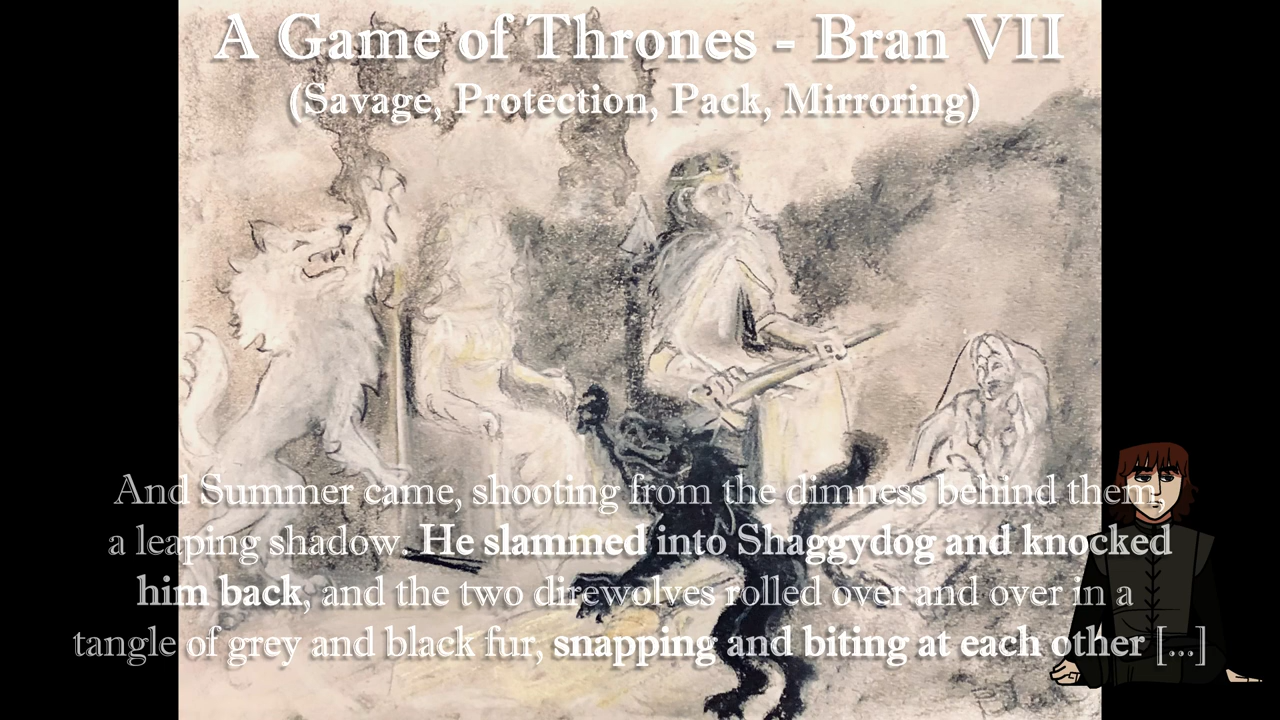 A Game of Thrones - Bran VII
(Savage, Protection, Pack, Mirroring)
And Summer came, shooting from the dimness behind them,
a leaping shadow. He slammed into Shaggydog and knocked
him back, and the two direwolves rolled over and over in a
tangle of grey and black fur, snapping and biting at each other [...]